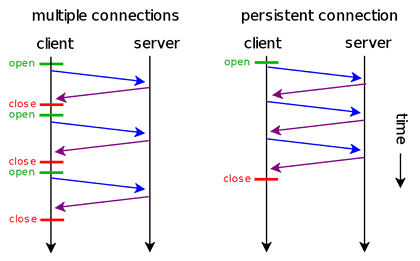 multiple connections
client server
open
close
open
close
open
close
persistent connection
client server
open
close
time